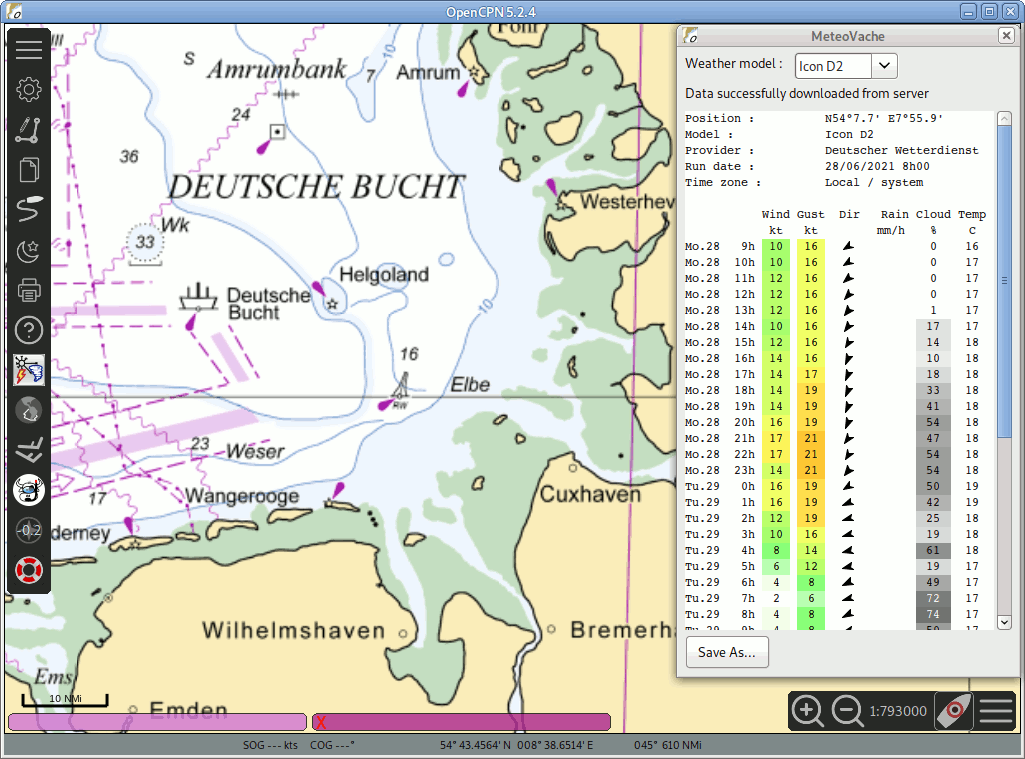 OpenCPN 5.2.4
S
Amrumbank
7
Amrum
24
36
DEUTSCHE BUCHT
Westerhev
Wk
33
10
Helgoland
Deutsche
Bucht
10
16
Elbe
RW
23
Weser
17
Wangerooge
Cuxhaven
-0.2
derney
Wilhelmshaven
Bremerh
Ems
10 NMi
Emden
X
MeteoVache
Weather model :
Icon D2
Data successfully downloaded from server
Position : N54°7.7' E7°55.9'
Model : Icon D2
Provider : Deutscher Wetterdienst
Run date : 28/06/2021 8h00
Time zone : Local / system
Wind Gust Dir Rain Cloud Temp
kt kt mm/h % C
Mo.28 9h 10 16 0 16
Mo.28 10h 10 16 0 17
Mo.28 11h 12 16 0 17
Mo.28 12h 12 16 0 17
Mo.28 13h 12 16 1 17
Mo.28 14h 10 16 17 17
Mo.28 15h 12 16 14 18
Mo.28 16h 14 16 10 18
Mo.28 17h 14 17 18 18
Mo.28 18h 14 19 33 18
Mo.28 19h 14 19 41 18
Mo.28 20h 16 19 54 18
Mo.28 21h 17 21 47 18
Mo.28 22h 17 21 54 18
Mo.28 23h 14 21 54 18
Tu.29 0h 16 19 50 19
Tu.29 1h 16 19 42 19
Tu.29 2h 12 19 25 18
Tu.29 3h 10 16 19 18
Tu.29 4h 8 14 61 18
Tu.29 5h 6 12 19 17
Tu.29 6h 4 8 49 17
Tu.29 7h 2 6 72 17
Tu.29 8h 4 8 74 17
Tu.29 9h 4 8 50 17
Save As...
1:793000
SOG --- kts COG ---° 54° 43.4564' N 008° 38.6514' E 045° 610 NMi